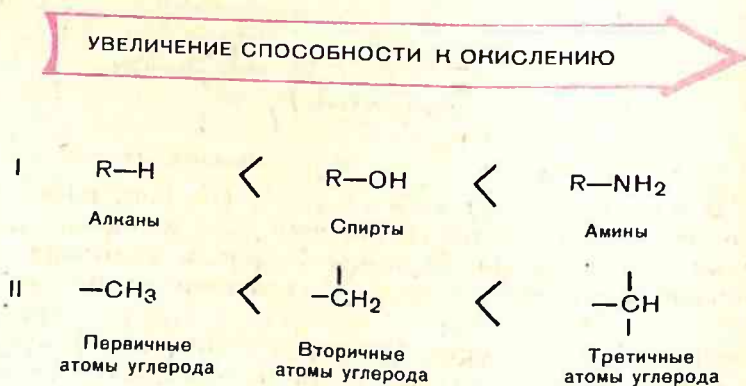 УВЕЛИЧЕНИЕ СПОСОБНОСТИ К ОКИСЛЕНИЮ
I R—H < R—OH < R—NH₂
Алканы Спирты Амины
II —CH₃ < —CH₂ < —CH
Первичные Вторичные Третичные
атомы углерода атомы углерода атомы углерода